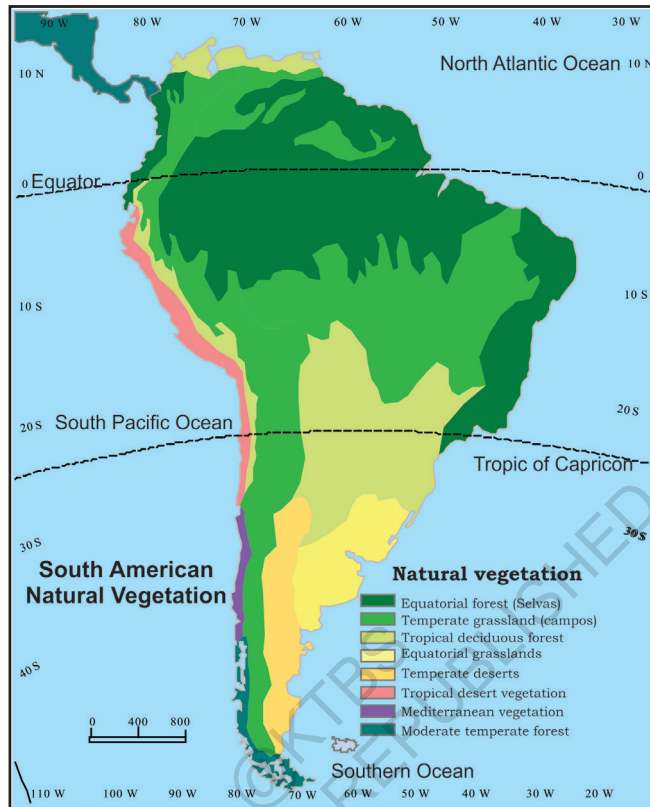 90 W 80 W 70 W 60 W 50 W 40 W 30 W
North Atlantic Ocean 10 N
10 N
0 Equator 0
10 S 10 S
South Pacific Ocean 20 S
20 S
Tropic of Capricon
30 S
30 S
South American
Natural Vegetation
Natural vegetation
Equatorial forest (Selvas)
Temperate grassland (campos)
Tropical deciduous forest
Equatorial grasslands
Temperate deserts
Tropical desert vegetation
Mediterranean vegetation
Moderate temperate forest
40 S
0 400 800
Southern Ocean
110 W 100 W 90 W 80 W 70 W 60 W 50 W 40 W 30 W 20 W
©KTBS
REPUBLISHED